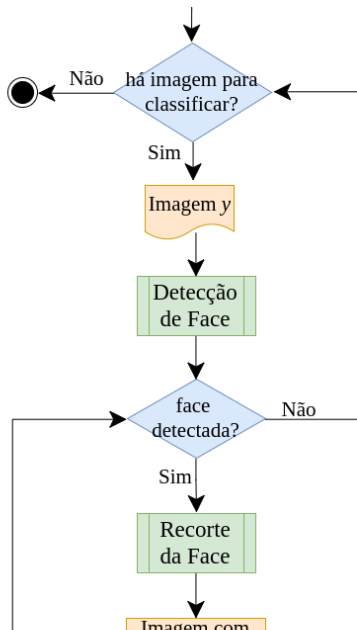 Não
há imagem para
classificar?
Sim
Imagem y
Detecção
de Face
face
detectada?
Não
Sim
Recorte
da Face
Imagem com